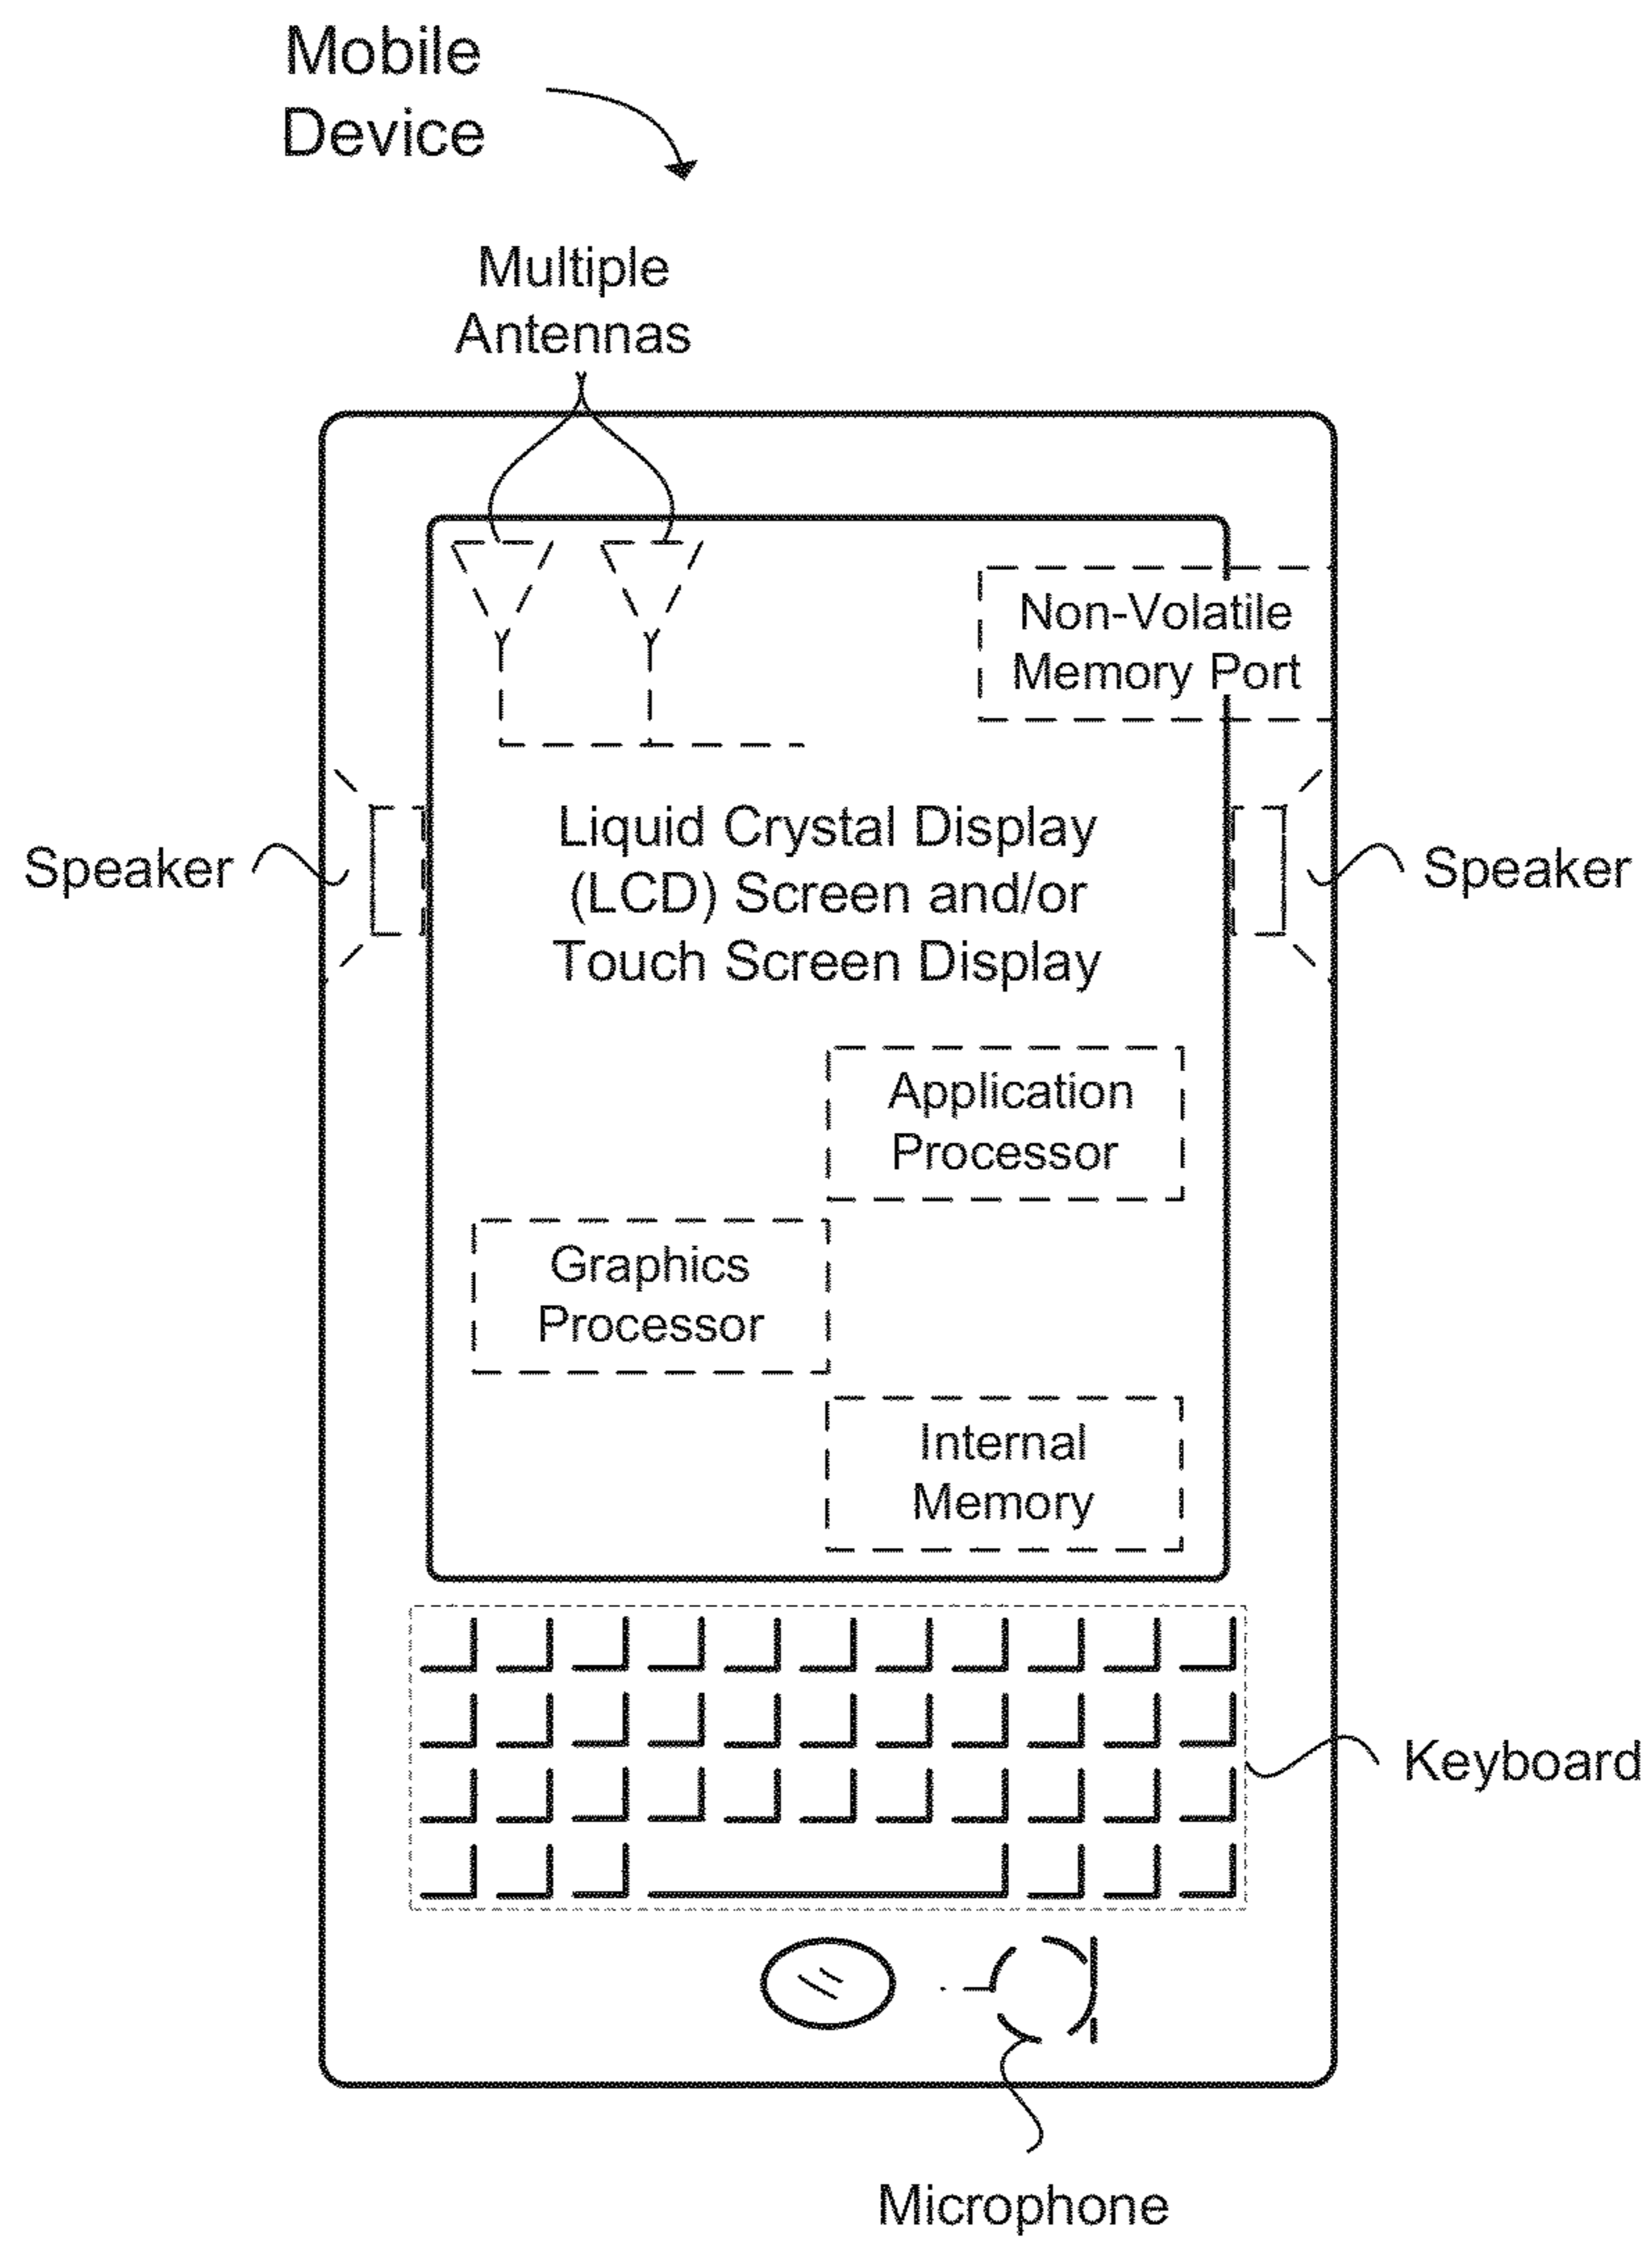 Mobile
Device
Multiple
Antennas
Non-Volatile
Memory Port
Liquid Crystal Display
(LCD) Screen and/or
Touch Screen Display
Speaker
Speaker
Application
Processor
Graphics
Processor
Internal
Memory
Keyboard
Microphone